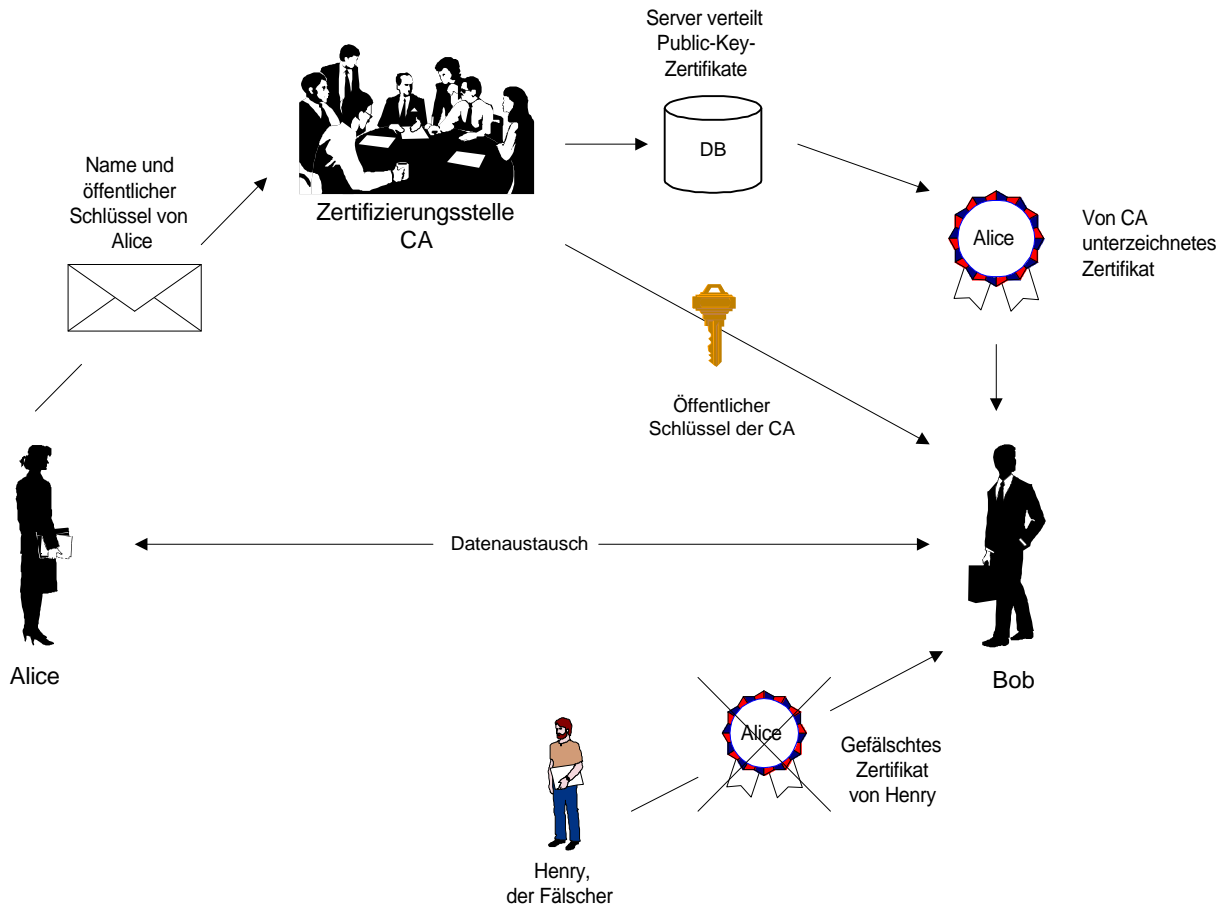 Server verteilt
Public-Key-
Zertifikate
DB
Name und
öffentlicher
Schlüssel von
Alice
Zertifizierungsstelle
CA
Alice
Von CA
unterzeichnetes
Zertifikat
Öffentlicher
Schlüssel der CA
Datenaustausch
Alice
Bob
Alice
Gefälschtes
Zertifikat
von Henry
Henry,
der Fälscher